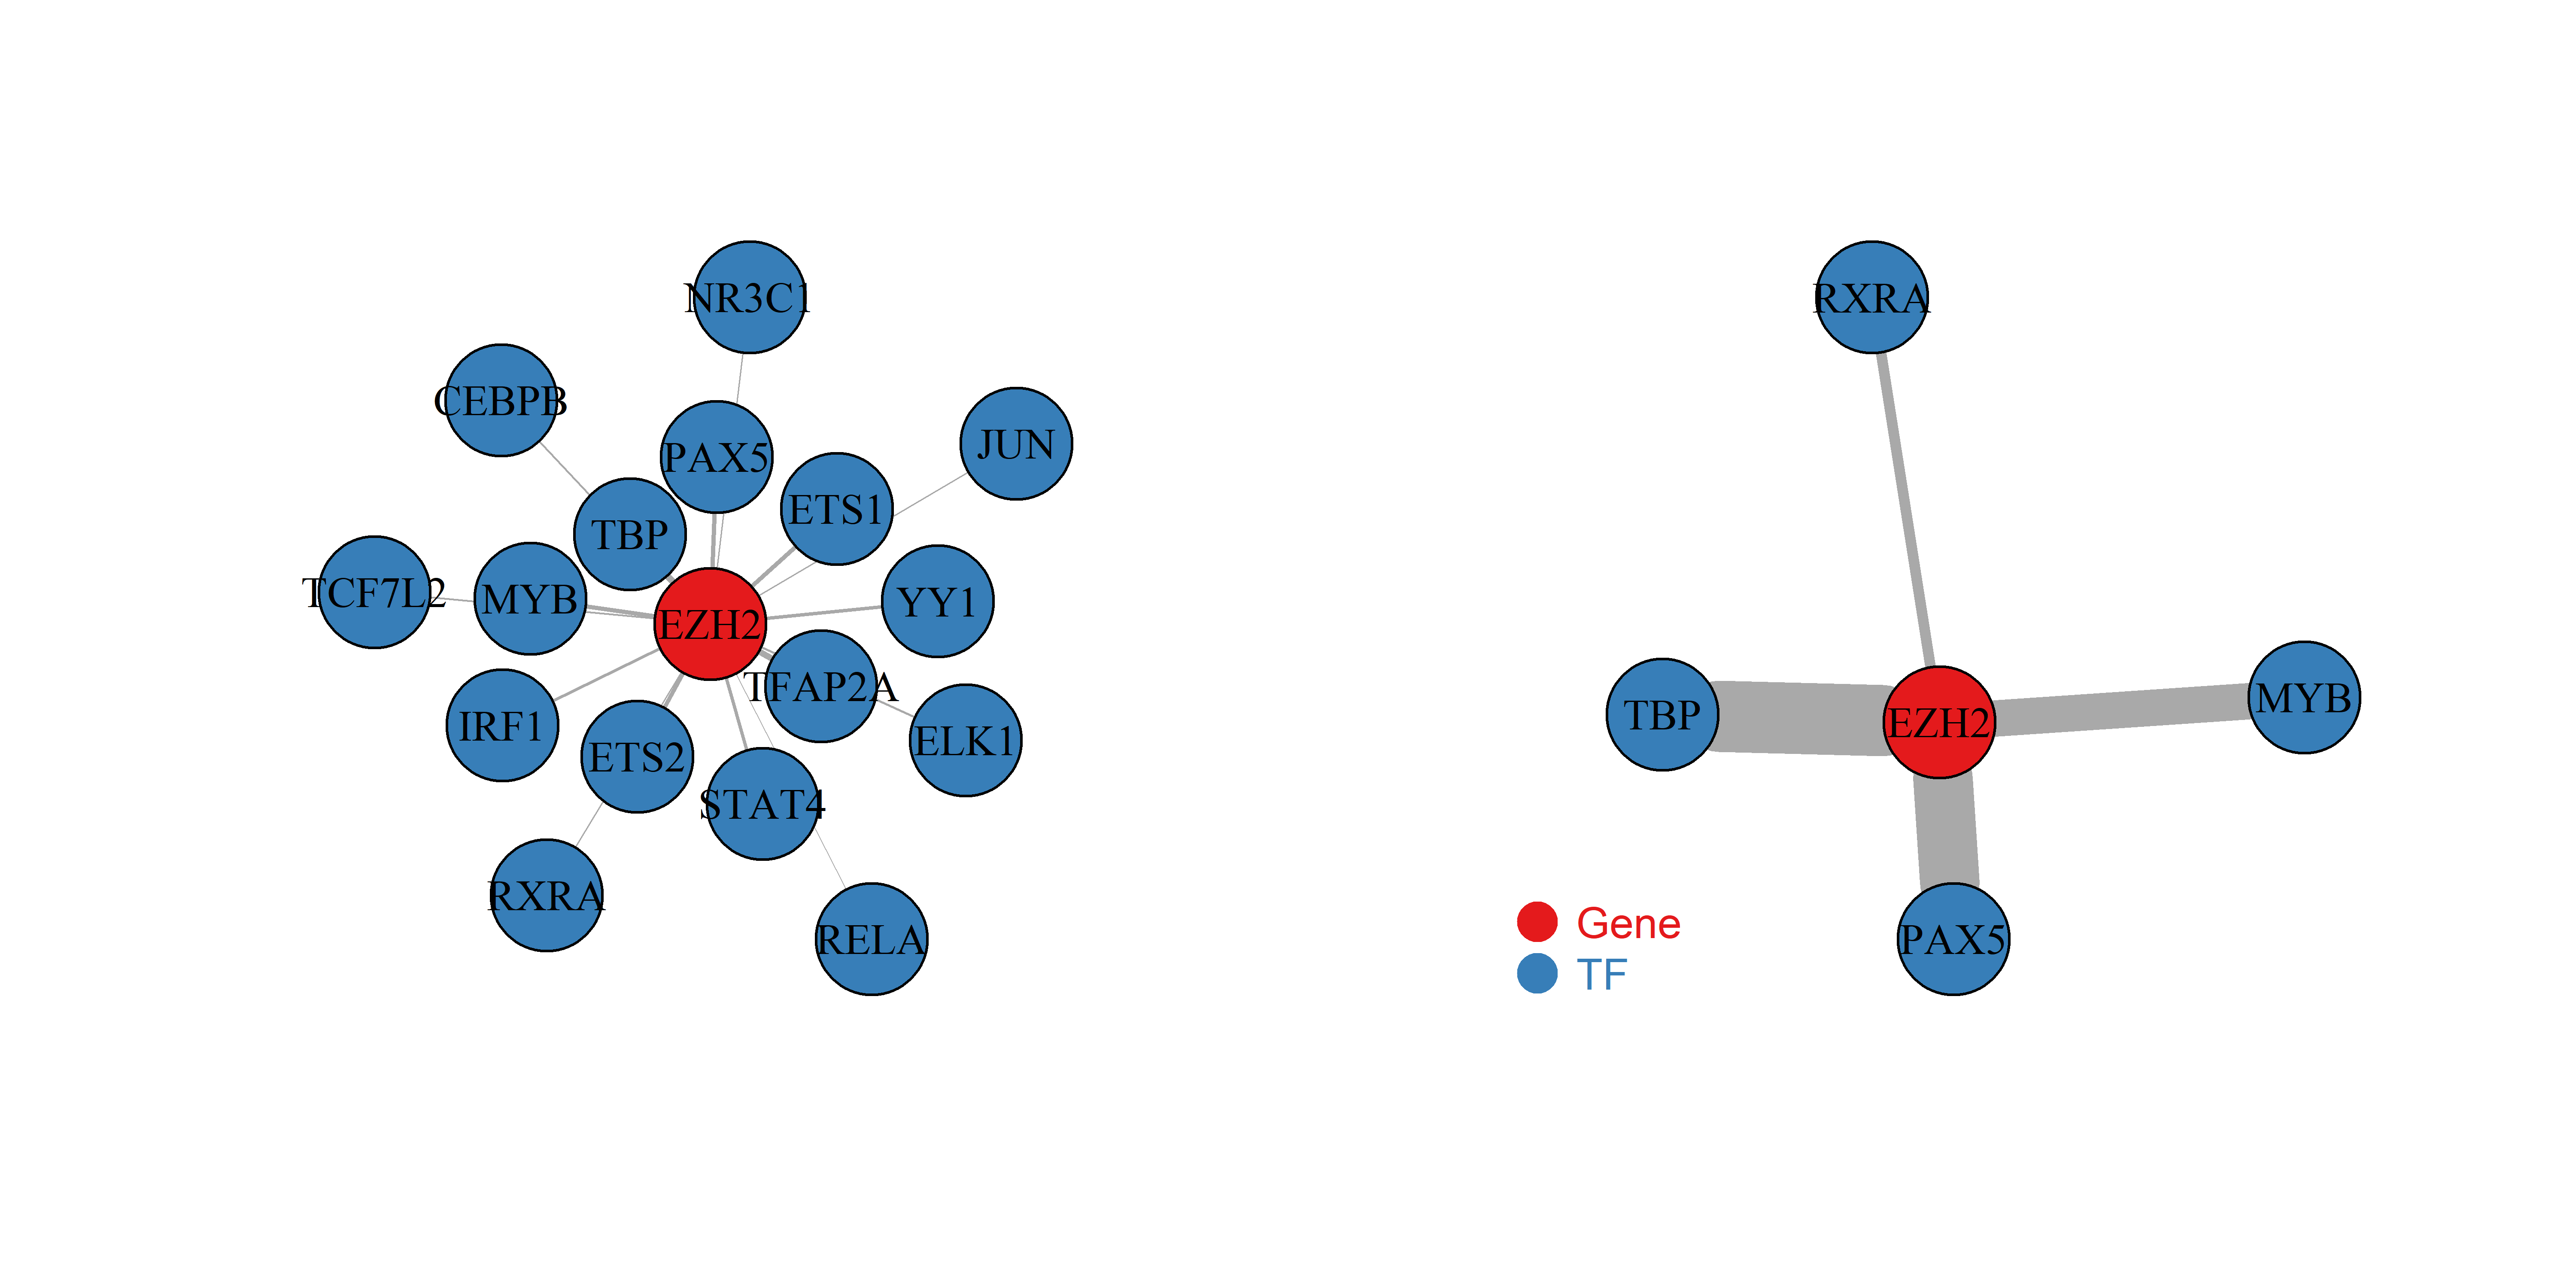 NR3C1
CEBPB
PAX5
JUN
ETS1
TBP
TCF7L2
MYB
YY1
EZH2
TFAP2A
IRF1
ETS2
ELK1
STAT4
RXRA
RELA
RXRA
TBP
EZH2
MYB
PAX5
Gene
TF